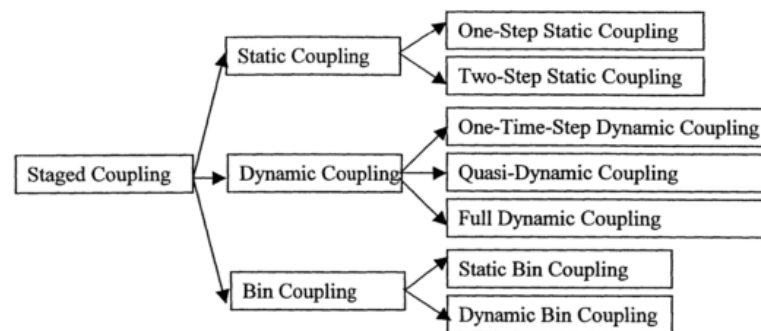 One-Step Static Coupling
Static Coupling
Two-Step Static Coupling
One-Time-Step Dynamic Coupling
Staged Coupling
Dynamic Coupling
Quasi-Dynamic Coupling
Full Dynamic Coupling
Static Bin Coupling
Bin Coupling
Dynamic Bin Coupling